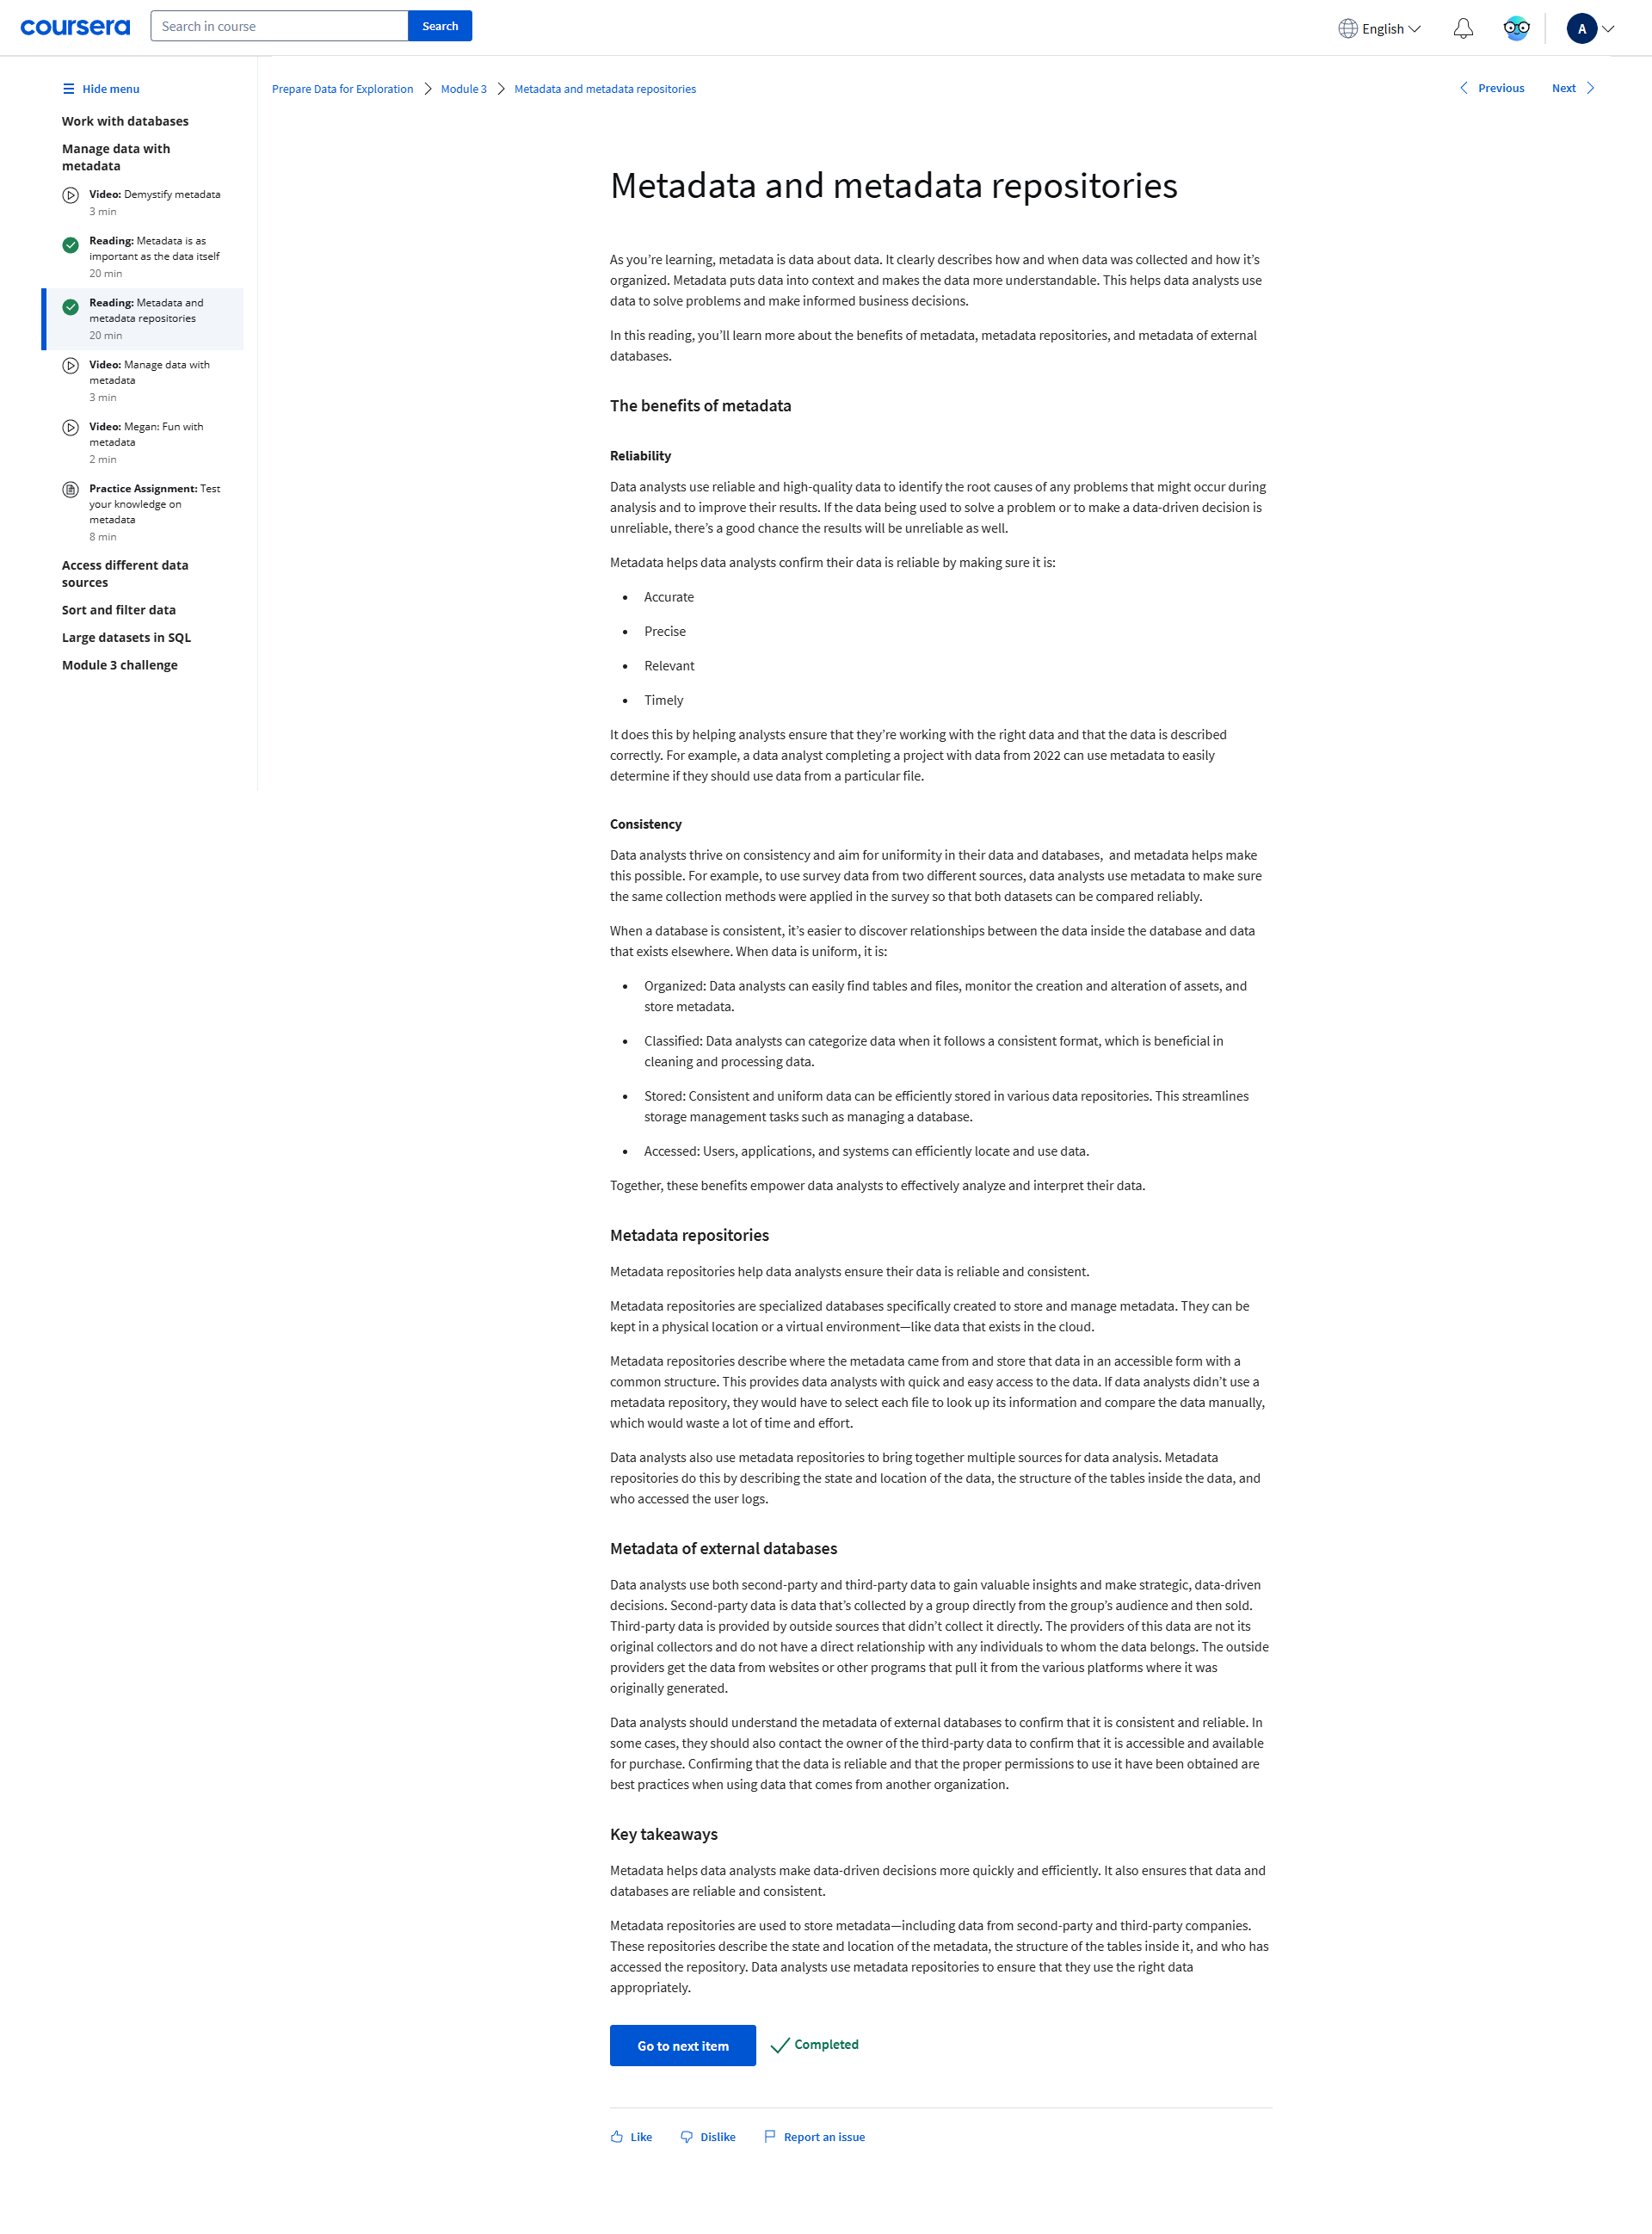 coursera
Search in course
Search
English
A
Hide menu
Prepare Data for Exploration
Module 3
Metadata and metadata repositories
Previous
Next
Work with databases
Manage data with
metadata
Video: Demystify metadata
3 min
Reading: Metadata is as
important as the data itself
20 min
Reading: Metadata and
metadata repositories
20 min
Video: Manage data with
metadata
3 min
Video: Megan: Fun with
metadata
2 min
Practice Assignment: Test
your knowledge on
metadata
8 min
Access different data
sources
Sort and filter data
Large datasets in SQL
Module 3 challenge
Metadata and metadata repositories
As you’re learning, metadata is data about data. It clearly describes how and when data was collected and how it’s
organized. Metadata puts data into context and makes the data more understandable. This helps data analysts use
data to solve problems and make informed business decisions.
In this reading, you’ll learn more about the benefits of metadata, metadata repositories, and metadata of external
databases.
The benefits of metadata
Reliability
Data analysts use reliable and high-quality data to identify the root causes of any problems that might occur during
analysis and to improve their results. If the data being used to solve a problem or to make a data-driven decision is
unreliable, there’s a good chance the results will be unreliable as well.
Metadata helps data analysts confirm their data is reliable by making sure it is:
• Accurate
• Precise
• Relevant
• Timely
It does this by helping analysts ensure that they’re working with the right data and that the data is described
correctly. For example, a data analyst completing a project with data from 2022 can use metadata to easily
determine if they should use data from a particular file.
Consistency
Data analysts thrive on consistency and aim for uniformity in their data and databases,  and metadata helps make
this possible. For example, to use survey data from two different sources, data analysts use metadata to make sure
the same collection methods were applied in the survey so that both datasets can be compared reliably.
When a database is consistent, it’s easier to discover relationships between the data inside the database and data
that exists elsewhere. When data is uniform, it is:
• Organized: Data analysts can easily find tables and files, monitor the creation and alteration of assets, and
store metadata.
• Classified: Data analysts can categorize data when it follows a consistent format, which is beneficial in
cleaning and processing data.
• Stored: Consistent and uniform data can be efficiently stored in various data repositories. This streamlines
storage management tasks such as managing a database.
• Accessed: Users, applications, and systems can efficiently locate and use data.
Together, these benefits empower data analysts to effectively analyze and interpret their data.
Metadata repositories
Metadata repositories help data analysts ensure their data is reliable and consistent.
Metadata repositories are specialized databases specifically created to store and manage metadata. They can be
kept in a physical location or a virtual environment—like data that exists in the cloud.
Metadata repositories describe where the metadata came from and store that data in an accessible form with a
common structure. This provides data analysts with quick and easy access to the data. If data analysts didn’t use a
metadata repository, they would have to select each file to look up its information and compare the data manually,
which would waste a lot of time and effort.
Data analysts also use metadata repositories to bring together multiple sources for data analysis. Metadata
repositories do this by describing the state and location of the data, the structure of the tables inside the data, and
who accessed the user logs.
Metadata of external databases
Data analysts use both second-party and third-party data to gain valuable insights and make strategic, data-driven
decisions. Second-party data is data that’s collected by a group directly from the group’s audience and then sold.
Third-party data is provided by outside sources that didn’t collect it directly. The providers of this data are not its
original collectors and do not have a direct relationship with any individuals to whom the data belongs. The outside
providers get the data from websites or other programs that pull it from the various platforms where it was
originally generated.
Data analysts should understand the metadata of external databases to confirm that it is consistent and reliable. In
some cases, they should also contact the owner of the third-party data to confirm that it is accessible and available
for purchase. Confirming that the data is reliable and that the proper permissions to use it have been obtained are
best practices when using data that comes from another organization.
Key takeaways
Metadata helps data analysts make data-driven decisions more quickly and efficiently. It also ensures that data and
databases are reliable and consistent.
Metadata repositories are used to store metadata—including data from second-party and third-party companies.
These repositories describe the state and location of the metadata, the structure of the tables inside it, and who has
accessed the repository. Data analysts use metadata repositories to ensure that they use the right data
appropriately.
Go to next item
Completed
Like
Dislike
Report an issue